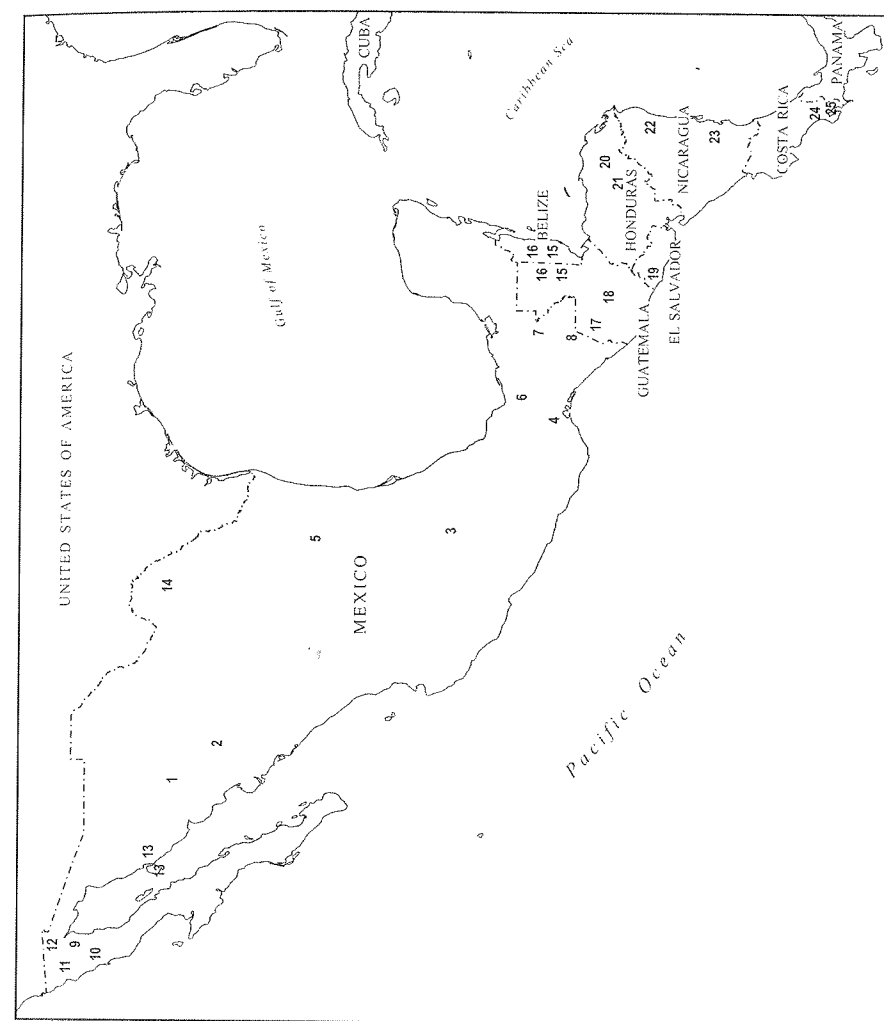 UNITED STATES OF AMERICA
Gulf of Mexico
CUBA
Caribbean Sea
MEXICO
Pacific Ocean
BELIZE
GUATEMALA
EL SALVADOR
HONDURAS
NICARAGUA
COSTA RICA
PANAMA
1
2
3
4
5
6
7
8
9
10
11
12
13
13
14
15
15
16
16
17
18
19
20
21
22
23
24
25